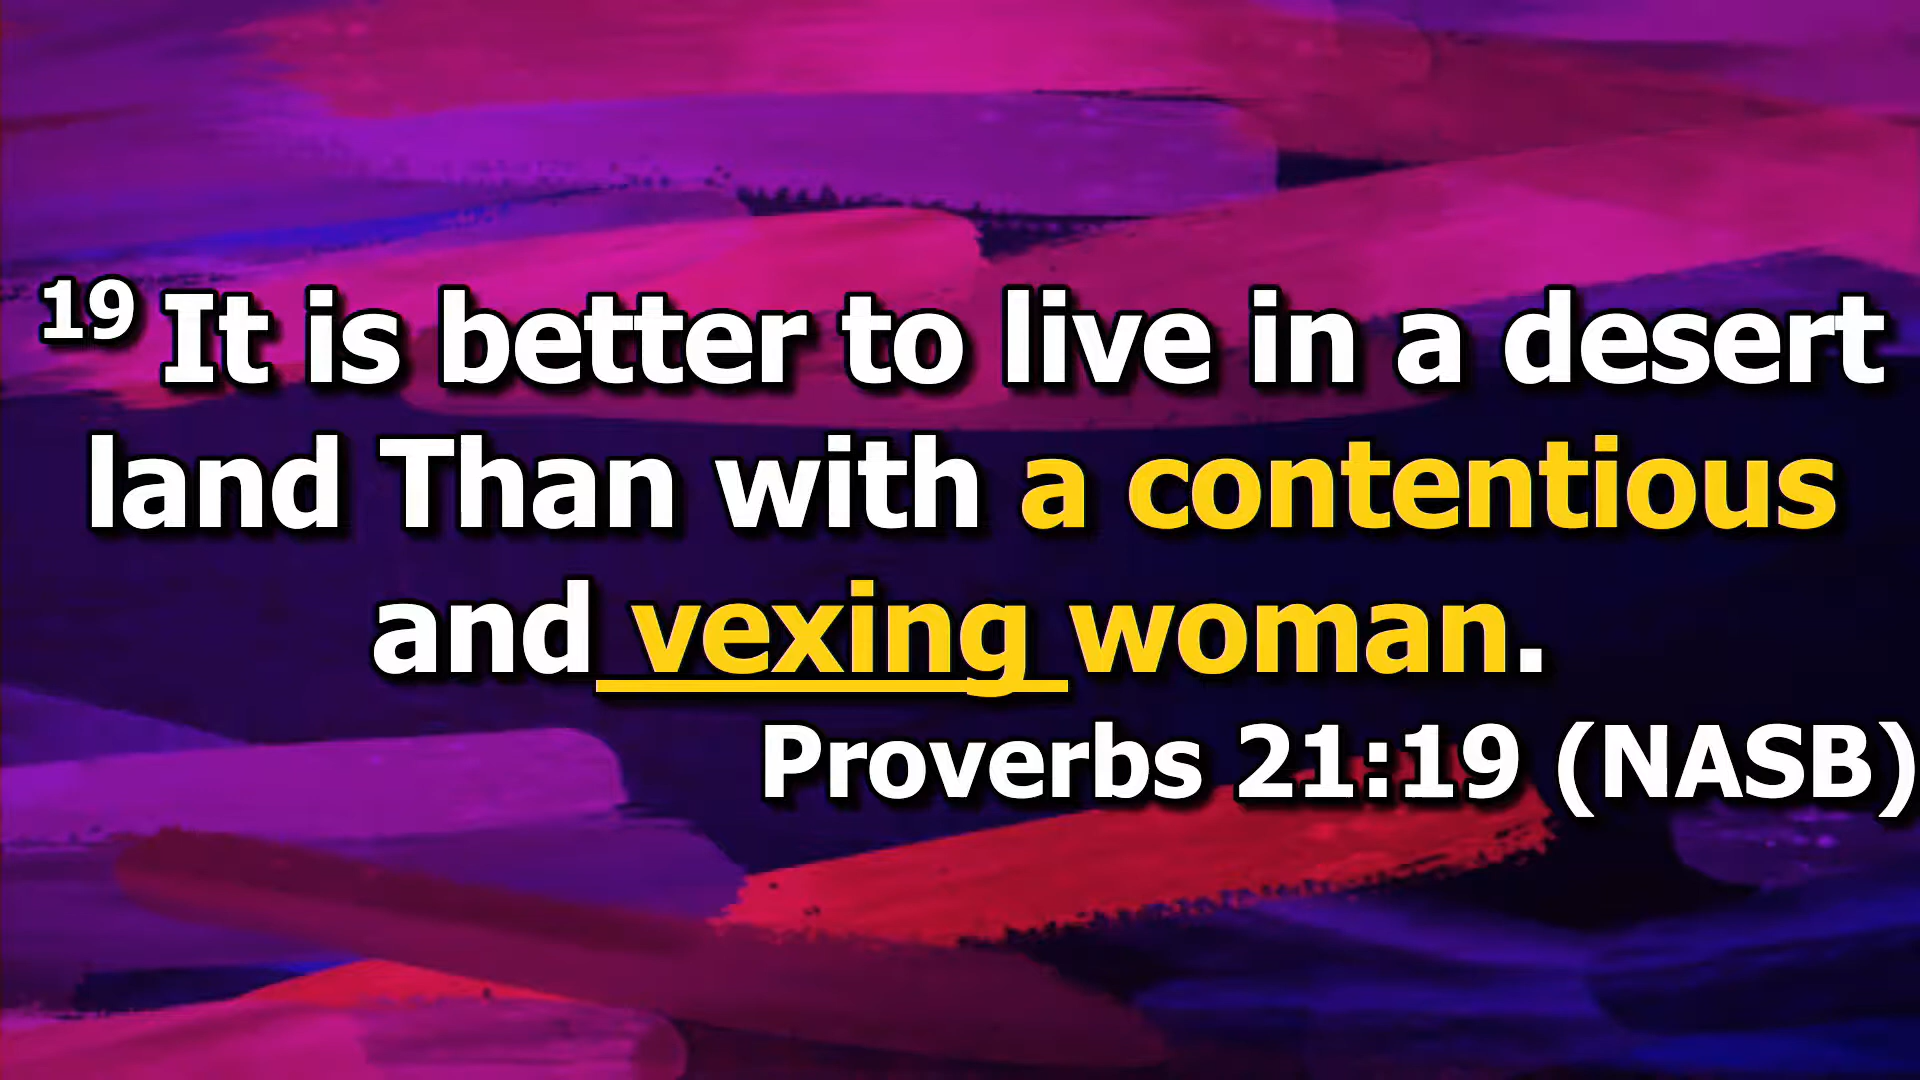 19 It is better to live in a desert
land Than with a contentious
and vexing woman.
Proverbs 21:19 (NASB)